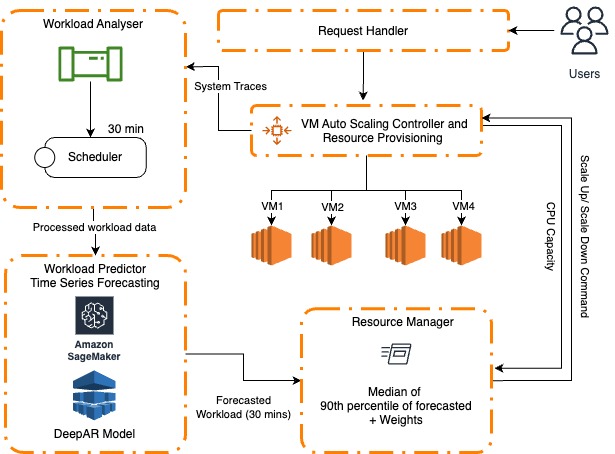 Workload Analyser
30 min
Scheduler
Request Handler
Users
System Traces
VM Auto Scaling Controller and
Resource Provisioning
VM1
VM2
VM3
VM4
CPU Capacity
Scale Up/ Scale Down Command
Processed workload data
Workload Predictor
Time Series Forecasting
Amazon
SageMaker
DeepAR Model
Forecasted
Workload (30 mins)
Resource Manager
Median of
90th percentile of forecasted
+ Weights